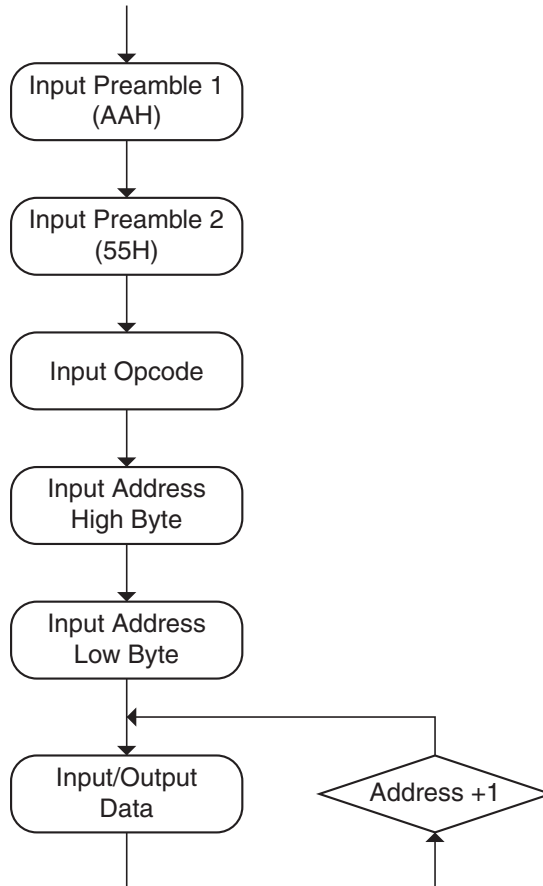 Input Preamble 1
(AAH)
Input Preamble 2
(55H)
Input Opcode
Input Address
High Byte
Input Address
Low Byte
Input/Output
Data
Address +1